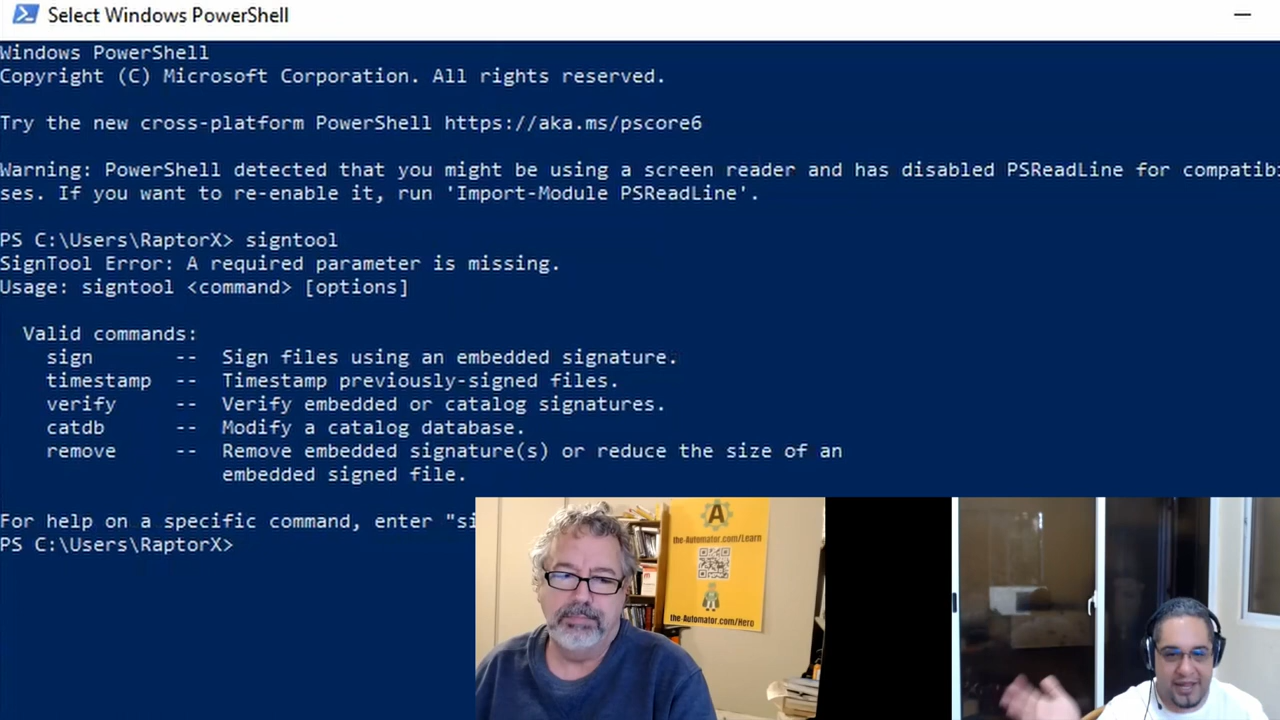 Select Windows PowerShell
Windows PowerShell
Copyright (C) Microsoft Corporation. All rights reserved.
Try the new cross-platform PowerShell https://aka.ms/pscore6
Warning: PowerShell detected that you might be using a screen reader and has disabled PSReadLine for compatibi
ses. If you want to re-enable it, run 'Import-Module PSReadLine'.
PS C:\Users\RaptorX> signtool
SignTool Error: A required parameter is missing.
Usage: signtool <command> [options]
Valid commands:
sign -- Sign files using an embedded signature.
timestamp -- Timestamp previously-signed files.
verify -- Verify embedded or catalog signatures.
catdb -- Modify a catalog database.
remove -- Remove embedded signature(s) or reduce the size of an
embedded signed file.
For help on a specific command, enter "si
PS C:\Users\RaptorX>
A
the-Automator.com/Learn
the-Automator.com/Hero